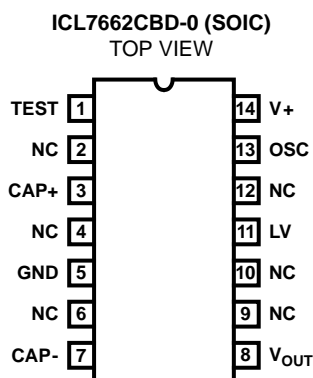 ICL7662CBD-0 (SOIC)
TOP VIEW
TEST 1 14 V+
NC 2 13 OSC
CAP+ 3 12 NC
NC 4 11 LV
GND 5 10 NC
NC 6 9 NC
CAP- 7 8 VOUT